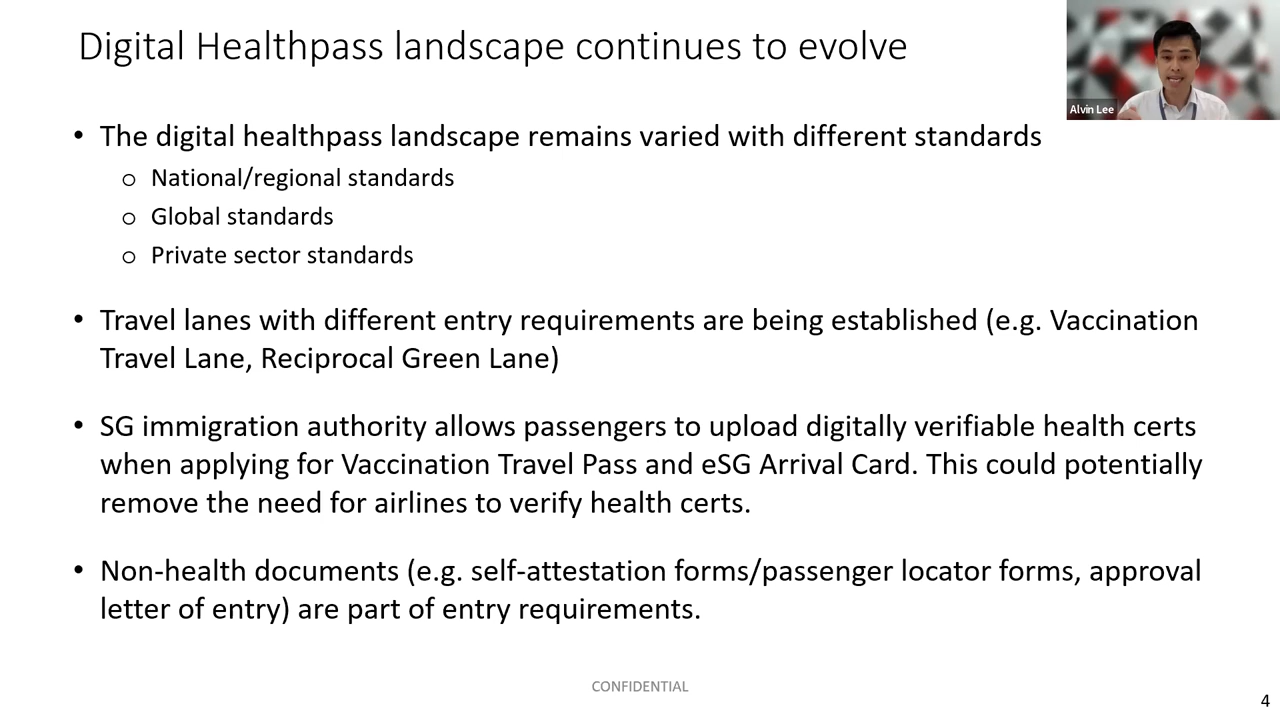 Digital Healthpass landscape continues to evolve
Alvin Lee
• The digital healthpass landscape remains varied with different standards
o National/regional standards
o Global standards
o Private sector standards
• Travel lanes with different entry requirements are being established (e.g. Vaccination
Travel Lane, Reciprocal Green Lane)
• SG immigration authority allows passengers to upload digitally verifiable health certs
when applying for Vaccination Travel Pass and eSG Arrival Card. This could potentially
remove the need for airlines to verify health certs.
• Non-health documents (e.g. self-attestation forms/passenger locator forms, approval
letter of entry) are part of entry requirements.
CONFIDENTIAL
4